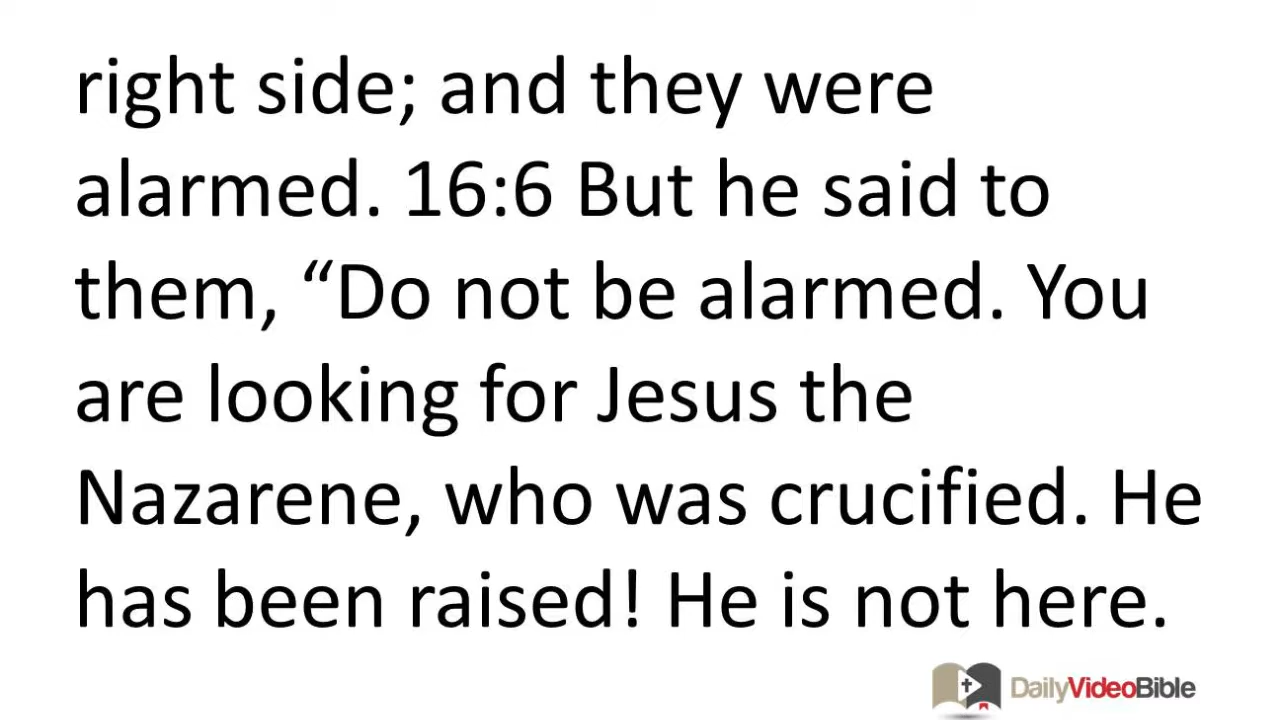 right side; and they were
alarmed. 16:6 But he said to
them, “Do not be alarmed. You
are looking for Jesus the
Nazarene, who was crucified. He
has been raised! He is not here.
DailyVideoBible